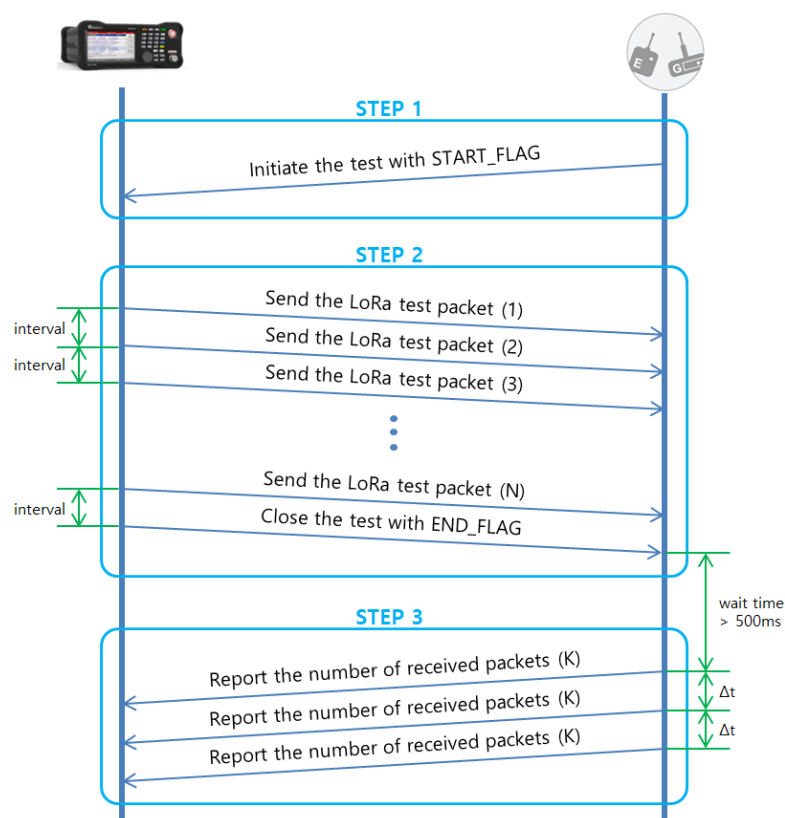 E
G
STEP 1
Initiate the test with START_FLAG
STEP 2
Send the LoRa test packet (1)
interval
Send the LoRa test packet (2)
interval
Send the LoRa test packet (3)
Send the LoRa test packet (N)
interval
Close the test with END_FLAG
wait time
> 500ms
STEP 3
Report the number of received packets (K)
Δt
Report the number of received packets (K)
Δt
Report the number of received packets (K)